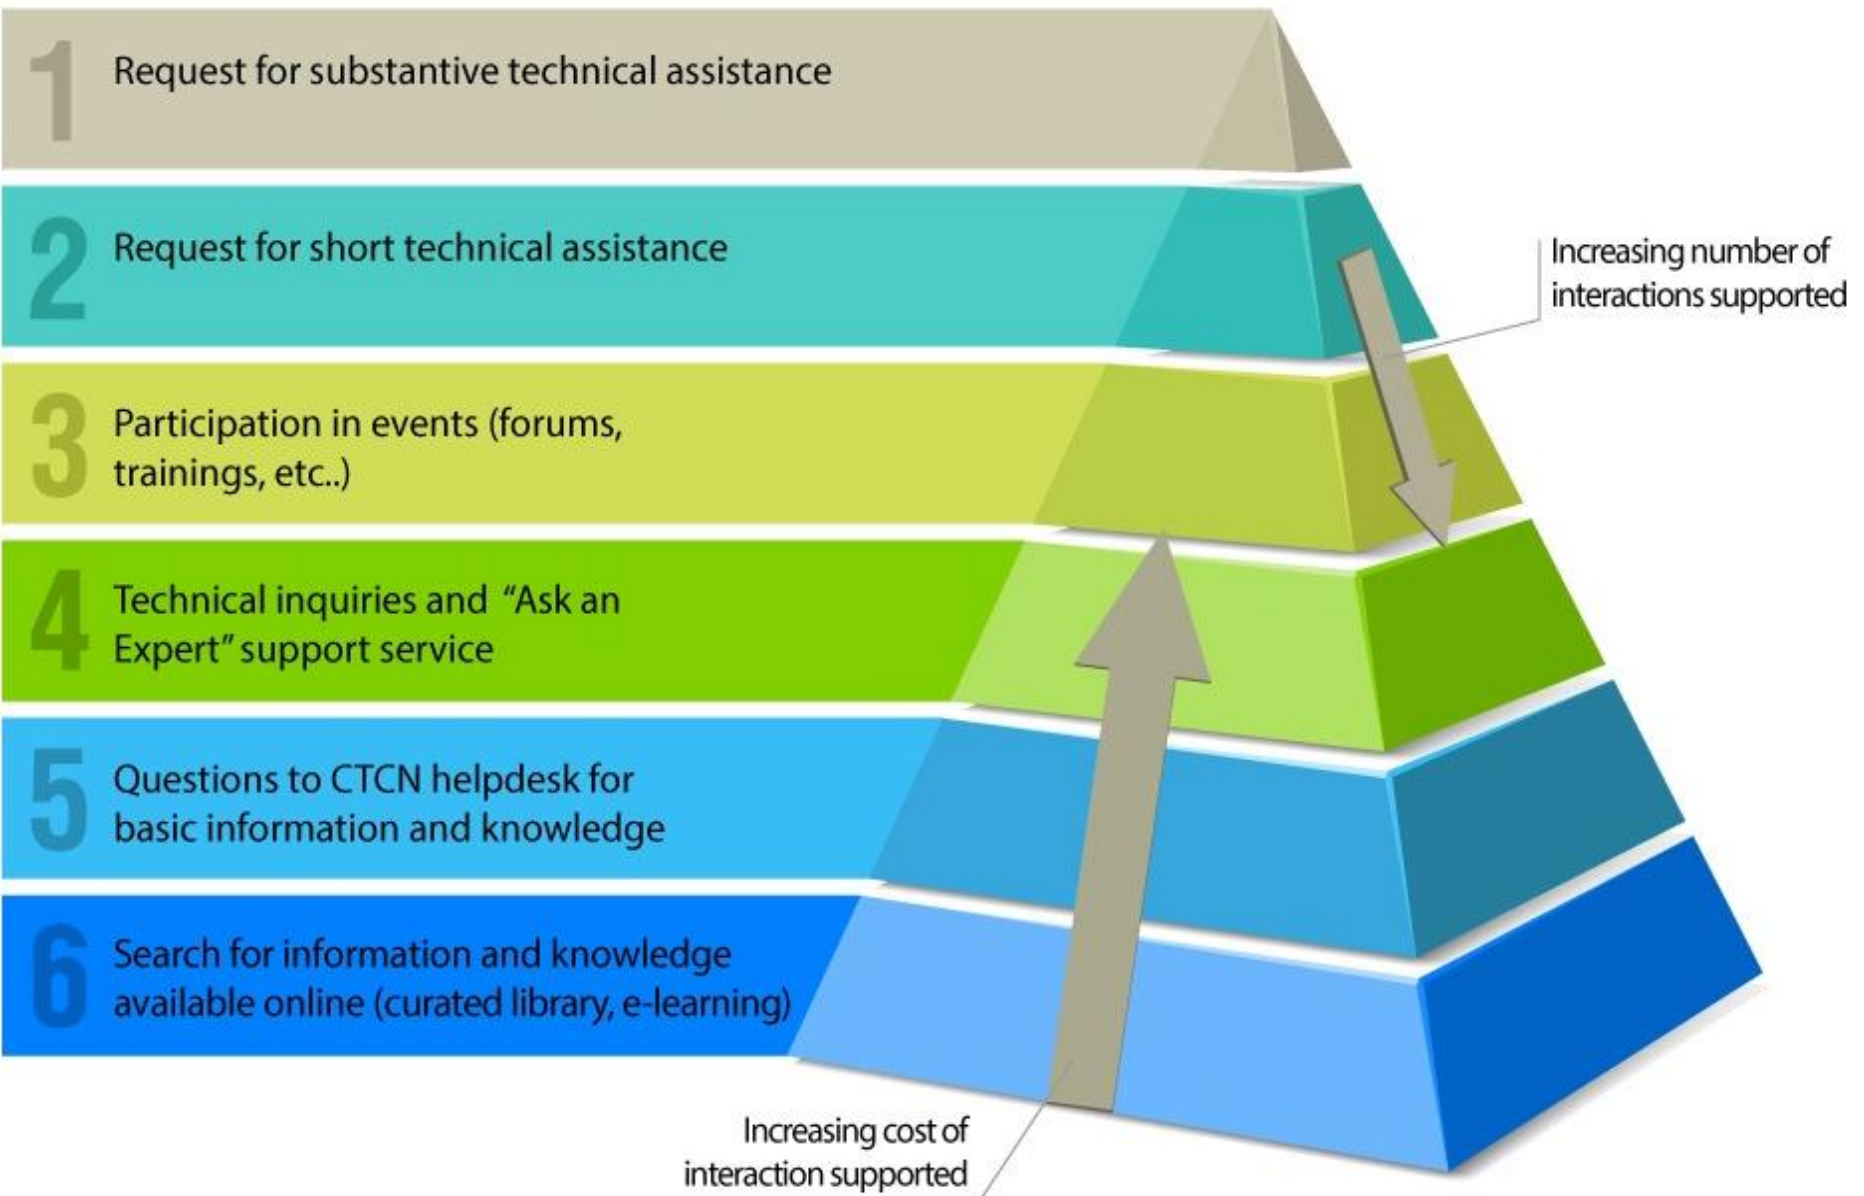 1
Request for substantive technical assistance
2
Request for short technical assistance
Increasing number of
interactions supported
3
Participation in events (forums,
trainings, etc..)
4
Technical inquiries and “Ask an
Expert” support service
5
Questions to CTCN helpdesk for
basic information and knowledge
6
Search for information and knowledge
available online (curated library, e-learning)
Increasing cost of
interaction supported